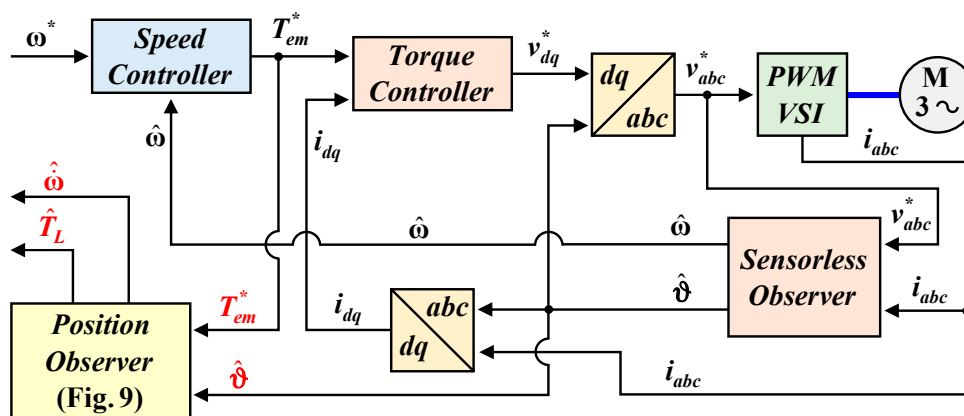 ω*
Speed
Controller
T*em
Torque
Controller
v*dq
dq
abc
v*abc
PWM
VSI
M
3 ~
ω̂
idq
iabc
ω̇̂
T̂L
ω̂
ω̂
v*abc
Sensorless
Observer
T*em
idq
abc
dq
ϑ̂
iabc
Position
Observer
(Fig. 9)
ϑ̂
iabc